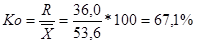 Ko = R / X̄ = 36,0 / 53,6 * 100 = 67,1%